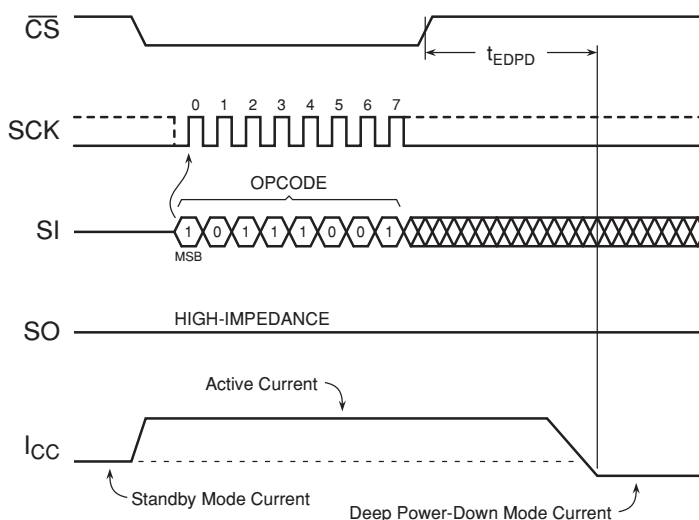 CS
tEDPD
0 1 2 3 4 5 6 7
SCK
OPCODE
SI
1 0 1 1 1 0 0 1
MSB
HIGH-IMPEDANCE
SO
Active Current
ICC
Standby Mode Current
Deep Power-Down Mode Current